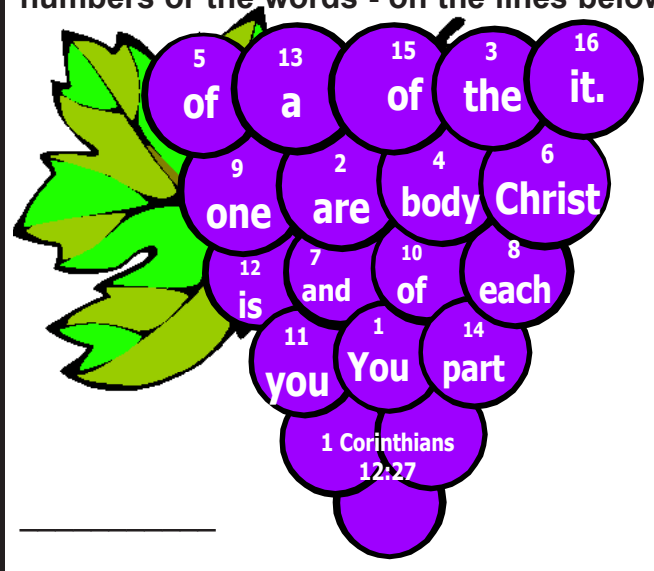 numbers of the words - on the lines below
5 13 15 3 16
of a of the it.
9 2 4 6
one are body Christ
12 7 10 8
is and of each
11 1 14
you You part
1 Corinthians
12:27